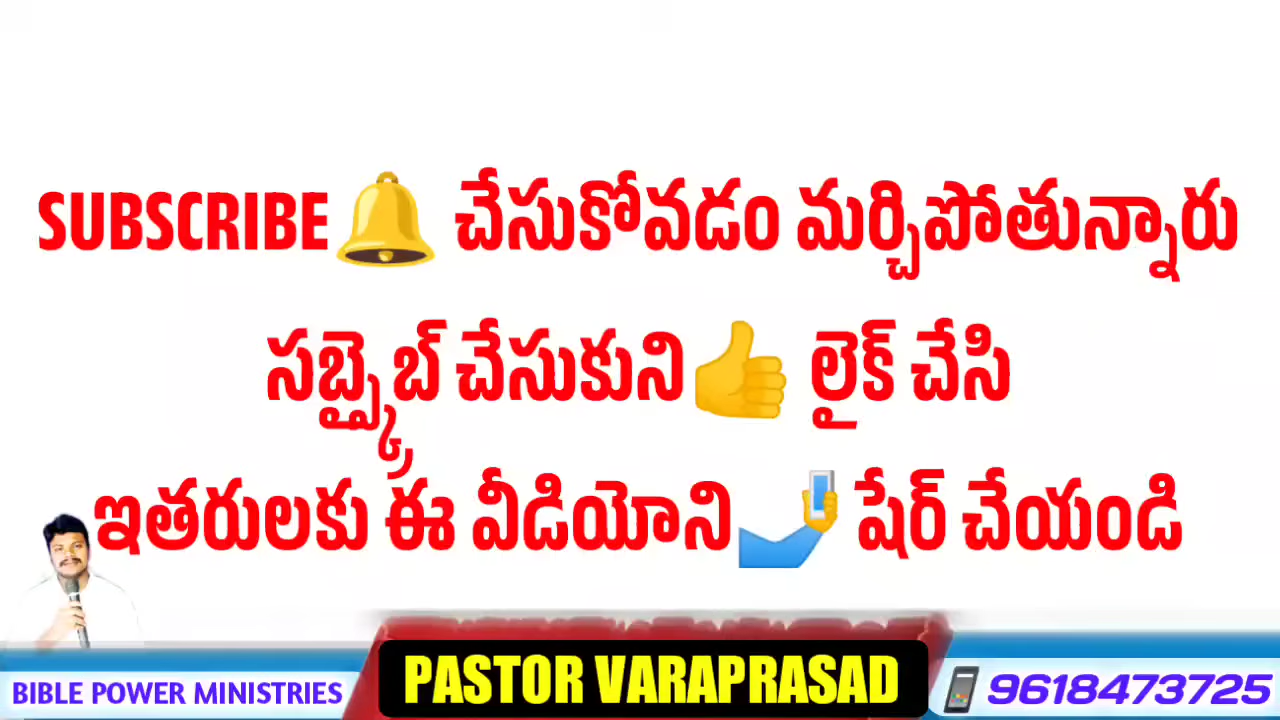 SUBSCRIBE🔔 చేసుకోవడం మర్చిపోతున్నారు
సబ్స్క్రైబ్ చేసుకుని👍 లైక్ చేసి
ఇతరులకు ఈ వీడియోని🤳 షేర్ చేయండి
PASTOR VARAPRASAD
BIBLE POWER MINISTRIES
9618473725